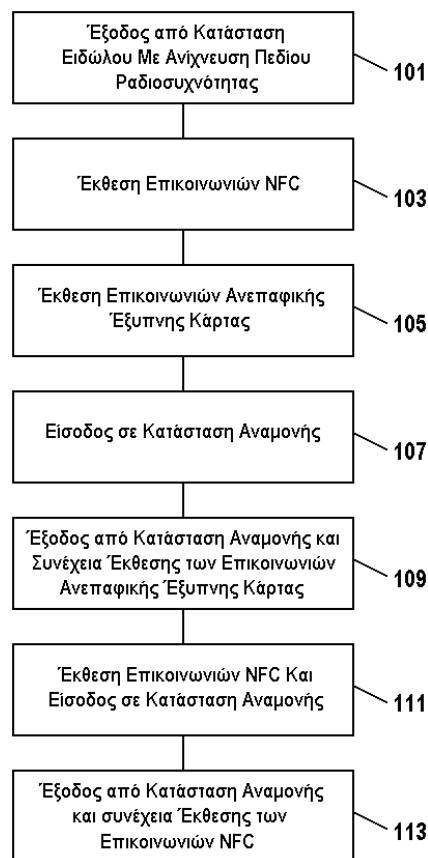 Έξοδος από Κατάσταση
Ειδώλου Με Ανίχνευση Πεδίου
Ραδιοσυχνότητας
101
Έκθεση Επικοινωνιών NFC
103
Έκθεση Επικοινωνιών Ανεπαφικής
Έξυπνης Κάρτας
105
Είσοδος σε Κατάσταση Αναμονής
107
Έξοδος από Κατάσταση Αναμονής και
Συνέχεια Έκθεσης των Επικοινωνιών
Ανεπαφικής Έξυπνης Κάρτας
109
Έκθεση Επικοινωνιών NFC Και
Είσοδος σε Κατάσταση Αναμονής
111
Έξοδος από Κατάσταση Αναμονής
και συνέχεια Έκθεσης των
Επικοινωνιών NFC
113